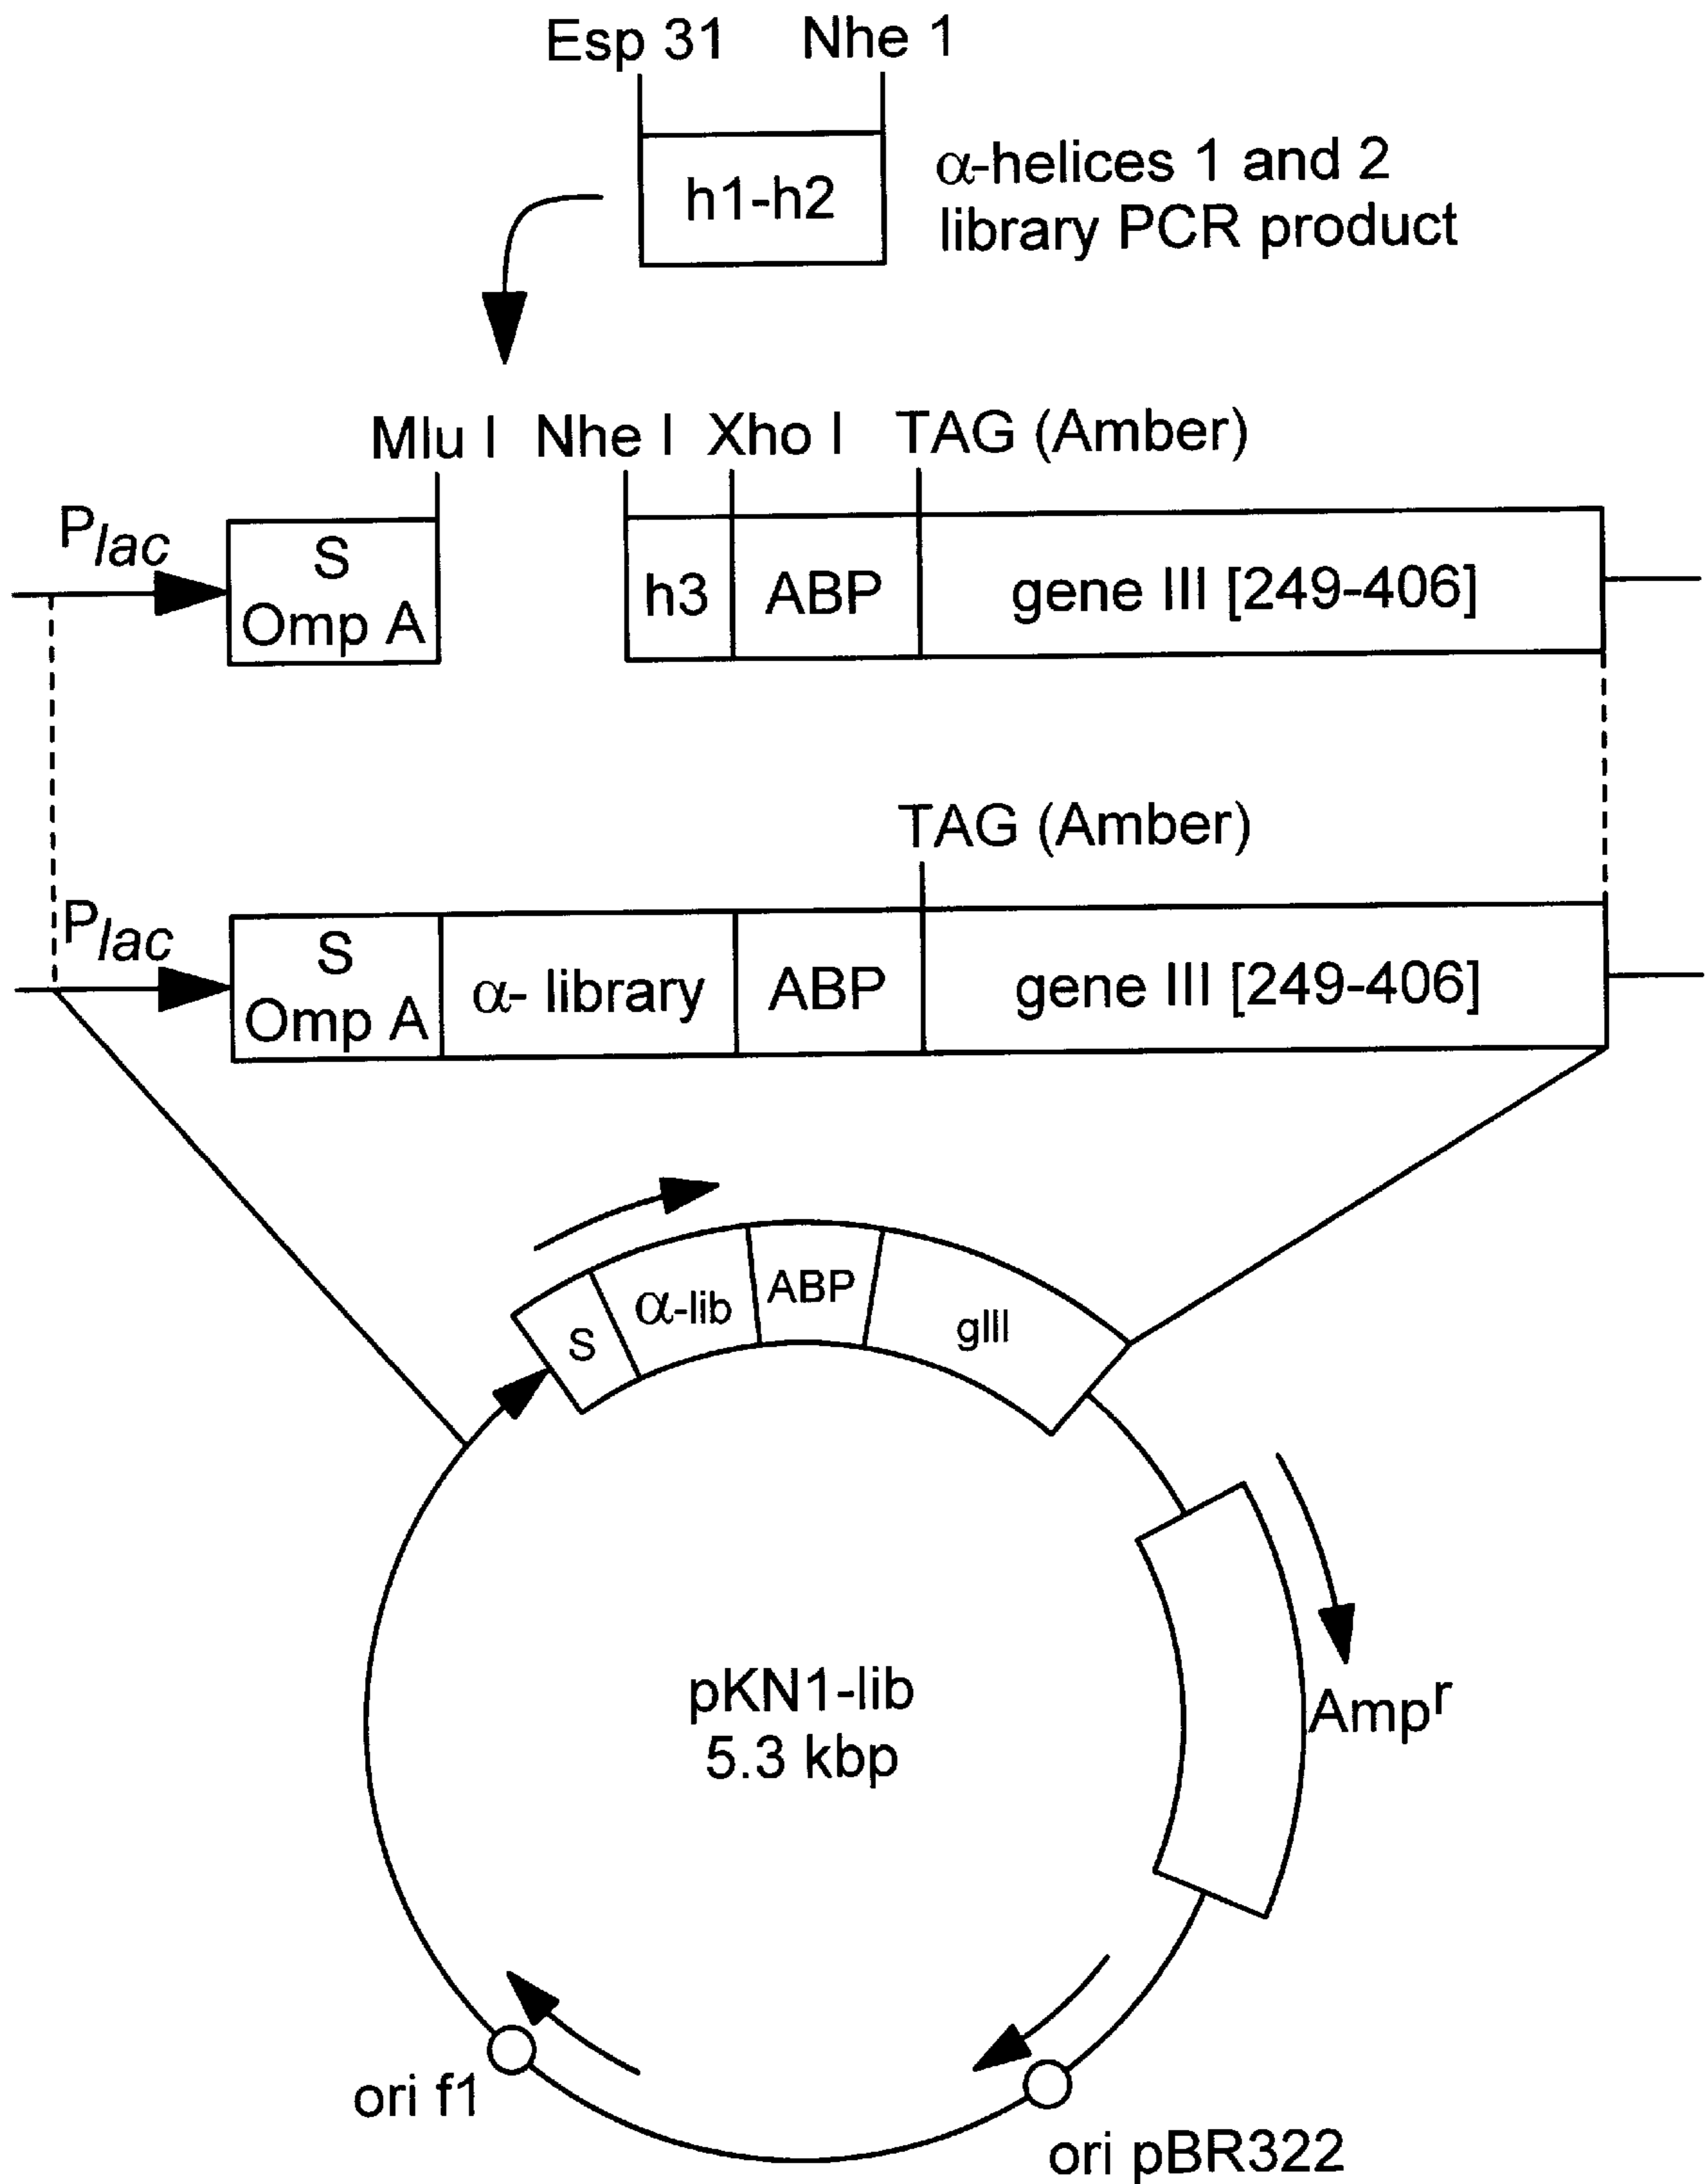 Esp 31 Nhe 1
h1-h2
α-helices 1 and 2
library PCR product
Mlu I Nhe I Xho I TAG (Amber)
Plac
S
Omp A
h3
ABP
gene III [249-406]
TAG (Amber)
Plac
S
Omp A
α- library
ABP
gene III [249-406]
S
α-lib
ABP
gIII
pKN1-lib
5.3 kbp
Ampr
ori f1
ori pBR322